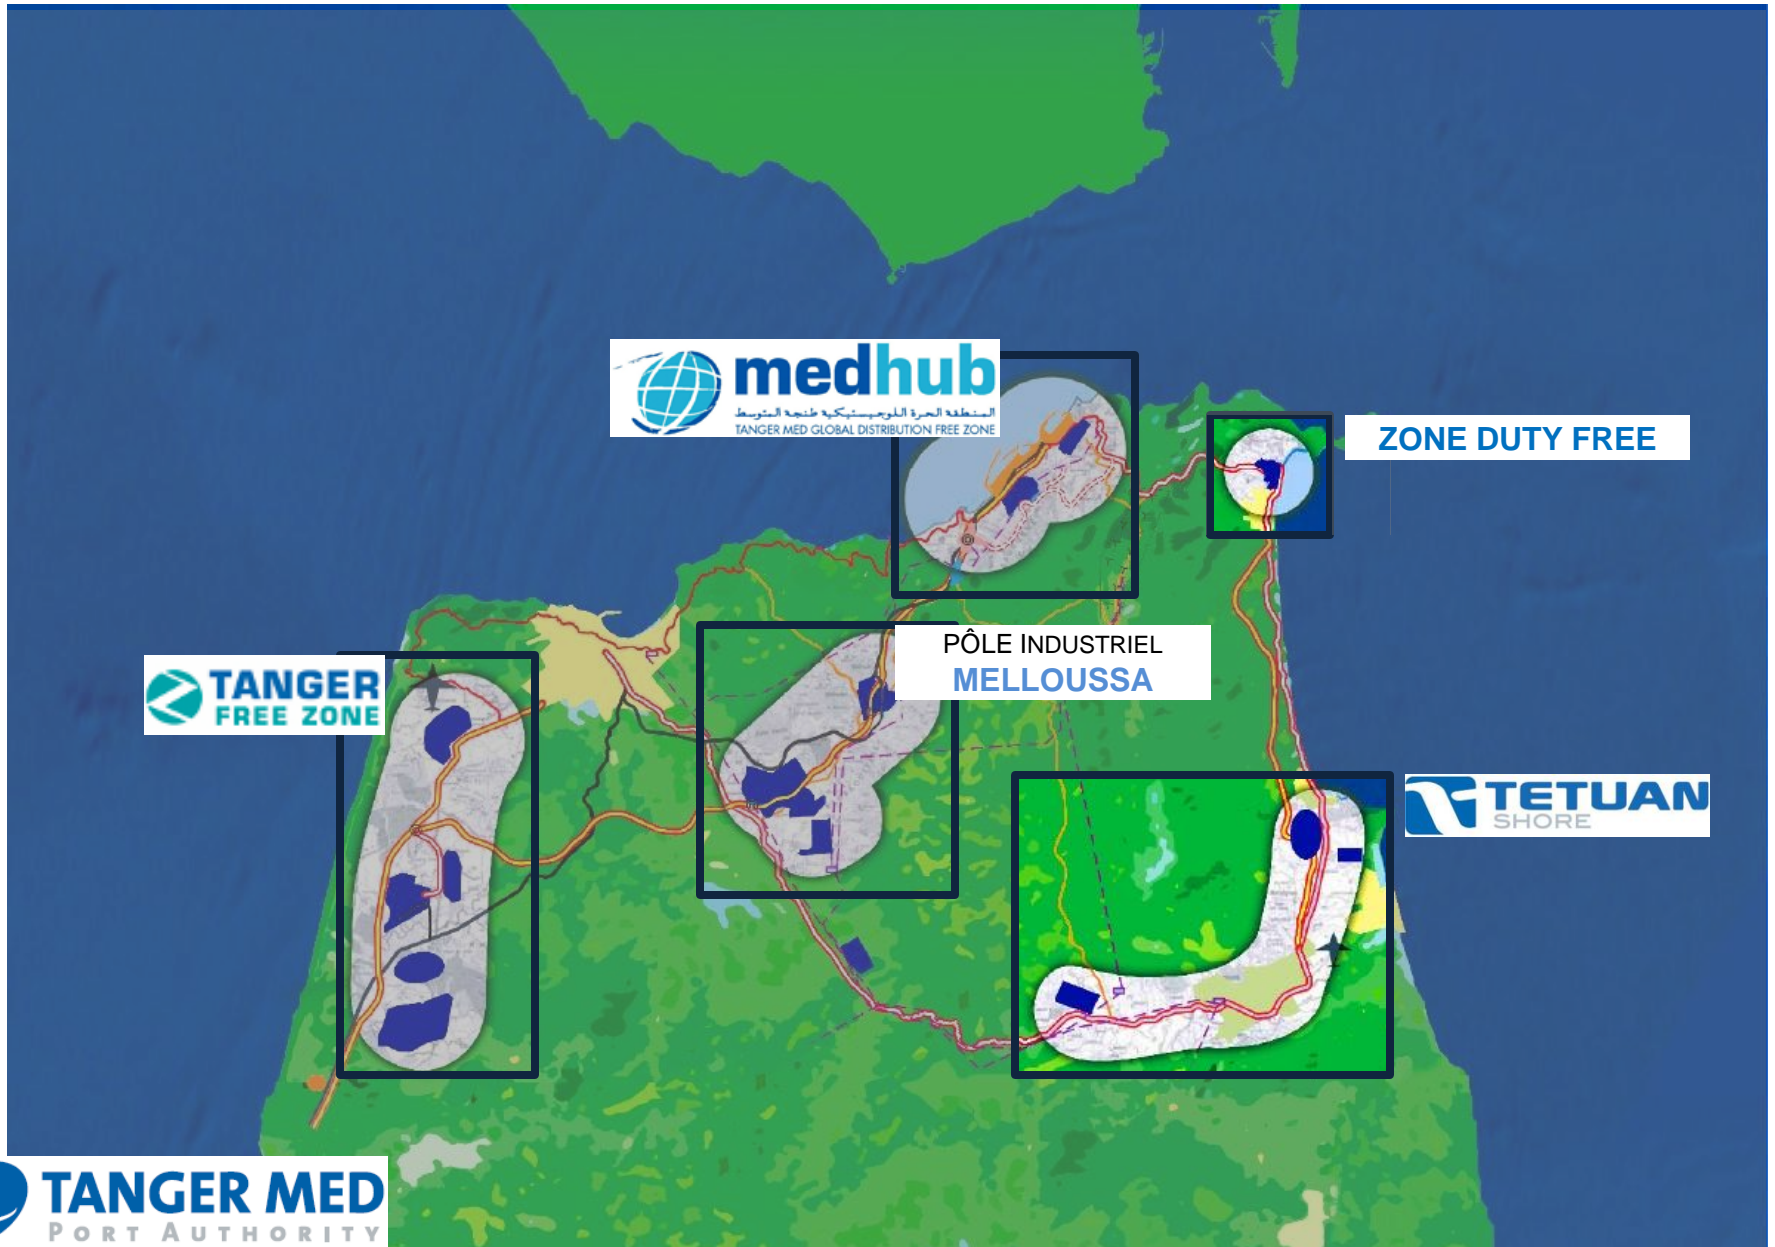 medhub
المنطقة الحرة اللوجيستيكية طنجة المتوسط
TANGER MED GLOBAL DISTRIBUTION FREE ZONE
ZONE DUTY FREE
PÔLE INDUSTRIEL
MELLOUSSA
TANGER
FREE ZONE
TETUAN
SHORE
TANGER MED
PORT AUTHORITY